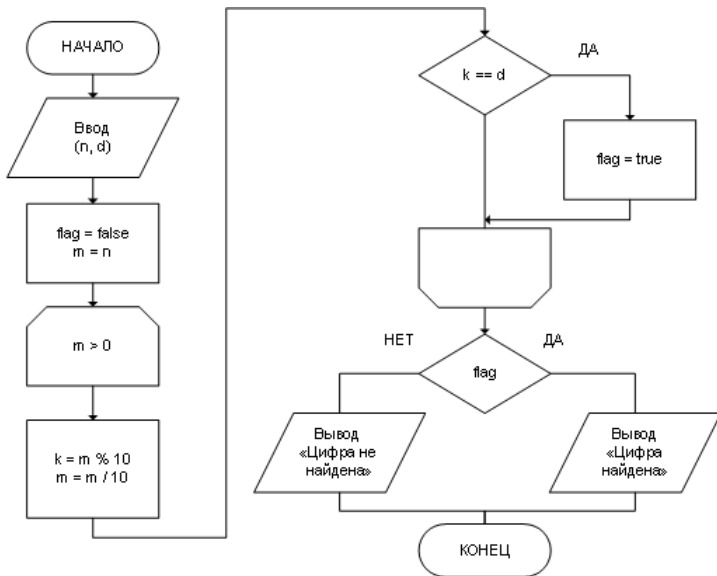 НАЧАЛО
Ввод
(n, d)
flag = false
m = n
m > 0
k = m % 10
m = m / 10
k == d
ДА
flag = true
НЕТ
ДА
flag
Вывод
«Цифра не
найдена»
Вывод
«Цифра
найдена»
КОНЕЦ